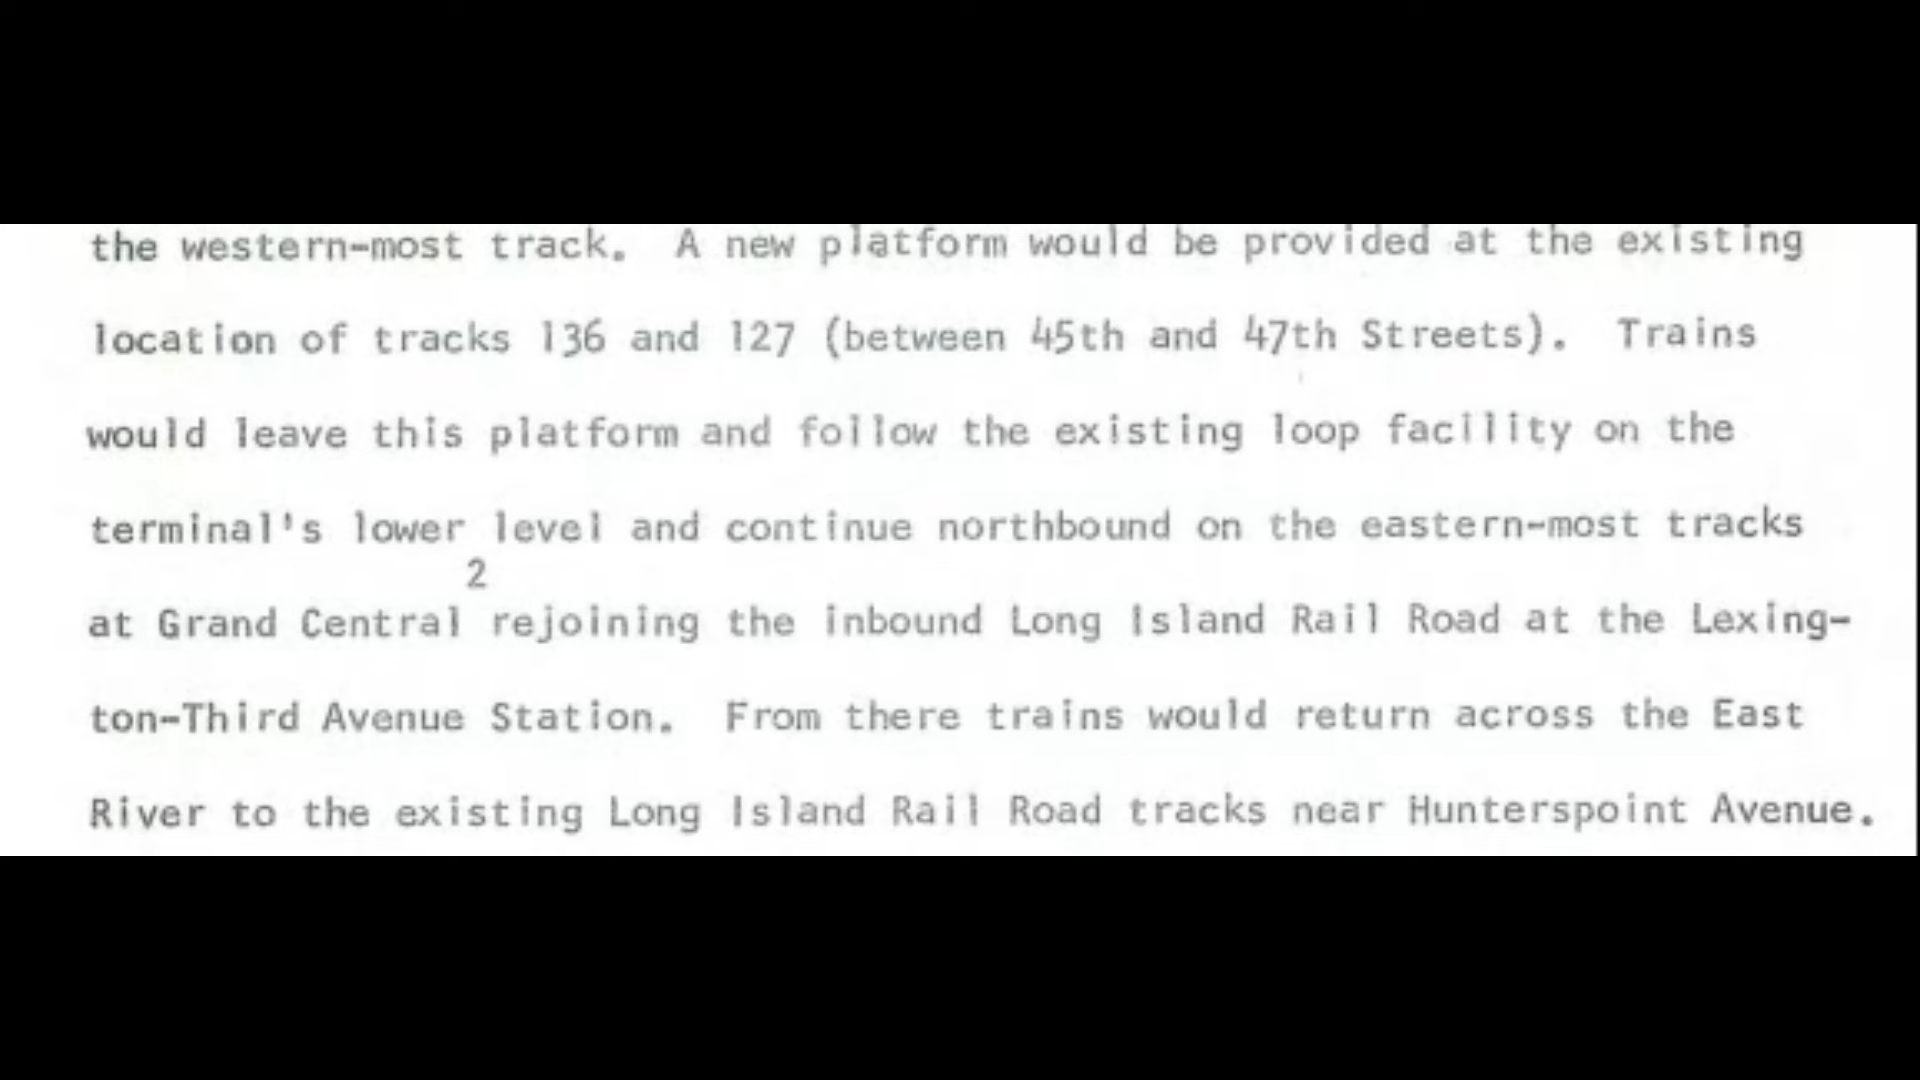 the western-most track. A new platform would be provided at the existing
location of tracks 136 and 127 (between 45th and 47th Streets). Trains
would leave this platform and follow the existing loop facility on the
terminal's lower level and continue northbound on the eastern-most tracks
at Grand Central 2 rejoining the inbound Long Island Rail Road at the Lexing-
ton-Third Avenue Station. From there trains would return across the East
River to the existing Long Island Rail Road tracks near Hunterspoint Avenue.